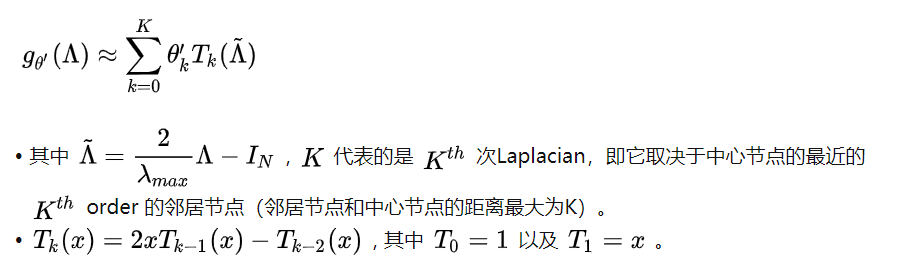 $g_{\theta'}(\Lambda) \approx \sum_{k=0}^{K} \theta'_k T_k(\tilde{\Lambda})$
• 其中 $\tilde{\Lambda} = \frac{2}{\lambda_{max}} \Lambda - I_N$ ，$K$ 代表的是 $K^{th}$ 次Laplacian，即它取决于中心节点的最近的
$K^{th}$ order 的邻居节点（邻居节点和中心节点的距离最大为K）。
• $T_k(x) = 2xT_{k-1}(x) - T_{k-2}(x)$ , 其中 $T_0 = 1$ 以及 $T_1 = x$ 。